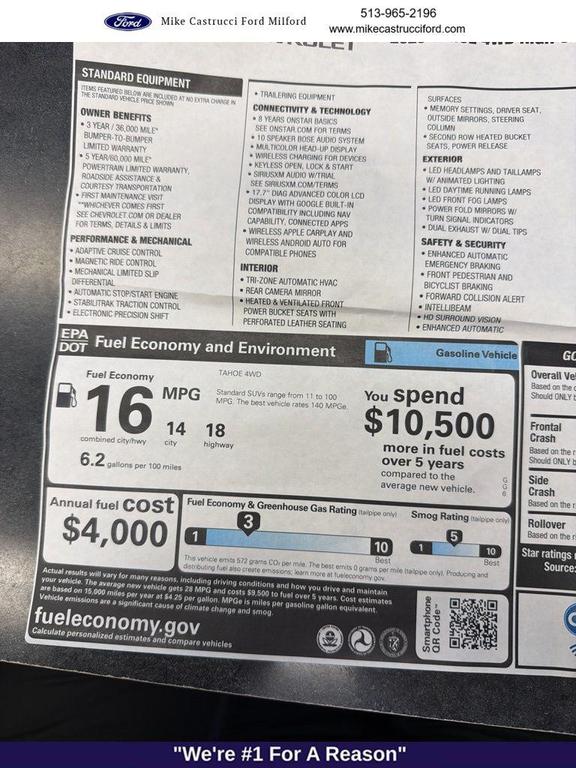 Ford
Mike Castrucci Ford Milford
513-965-2196
www.mikecastrucciford.com
STANDARD EQUIPMENT
ITEMS FEATURED BELOW ARE INCLUDED AT NO EXTRA CHARGE IN
THE STANDARD VEHICLE PRICE SHOWN
OWNER BENEFITS
• 3 YEAR / 36,000 MILE*
BUMPER-TO-BUMPER
LIMITED WARRANTY
• 5 YEAR/60,000 MILE*
POWERTRAIN LIMITED WARRANTY,
ROADSIDE ASSISTANCE &
COURTESY TRANSPORTATION
• FIRST MAINTENANCE VISIT
*WHICHEVER COMES FIRST
SEE CHEVROLET.COM OR DEALER
FOR TERMS, DETAILS & LIMITS
PERFORMANCE & MECHANICAL
• ADAPTIVE CRUISE CONTROL
• MAGNETIC RIDE CONTROL
• MECHANICAL LIMITED SLIP
DIFFERENTIAL
• AUTOMATIC STOP/START ENGINE
• STABILITRAK TRACTION CONTROL
• ELECTRONIC PRECISION SHIFT
• TRAILERING EQUIPMENT
CONNECTIVITY & TECHNOLOGY
• 8 YEARS ONSTAR BASICS
SEE ONSTAR.COM FOR TERMS
• 10 SPEAKER BOSE AUDIO SYSTEM
• MULTICOLOR HEAD-UP DISPLAY
• WIRELESS CHARGING FOR DEVICES
• KEYLESS OPEN, LOCK & START
• SIRIUSXM AUDIO W/TRIAL
SEE SIRIUSXM.COM/TERMS
• 17.7" DIAG ADVANCED COLOR LCD
DISPLAY WITH GOOGLE BUILT-IN
COMPATIBILITY INCLUDING NAV
CAPABILITY, CONNECTED APPS
• WIRELESS APPLE CARPLAY AND
WIRELESS ANDROID AUTO FOR
COMPATIBLE PHONES
INTERIOR
• TRI-ZONE AUTOMATIC HVAC
• REAR CAMERA MIRROR
• HEATED & VENTILATED FRONT
POWER BUCKET SEATS WITH
PERFORATED LEATHER SEATING
SURFACES
• MEMORY SETTINGS, DRIVER SEAT,
OUTSIDE MIRRORS, STEERING
COLUMN
• SECOND ROW HEATED BUCKET
SEATS, POWER RELEASE
EXTERIOR
• LED HEADLAMPS AND TAILLAMPS
W/ ANIMATED LIGHTING
• LED DAYTIME RUNNING LAMPS
• LED FRONT FOG LAMPS
• POWER FOLD MIRRORS W/
TURN SIGNAL INDICATORS
• DUAL EXHAUST W/ DUAL TIPS
SAFETY & SECURITY
• ENHANCED AUTOMATIC
EMERGENCY BRAKING
• FRONT PEDESTRIAN AND
BICYCLIST BRAKING
• FORWARD COLLISION ALERT
• INTELLIBEAM
• HD SURROUND VISION
• ENHANCED AUTOMATIC
EPA
DOT
Fuel Economy and Environment
Gasoline Vehicle
Fuel Economy
16 MPG
combined city/hwy
14
city
18
highway
6.2 gallons per 100 miles
TAHOE 4WD
Standard SUVs range from 11 to 100
MPG. The best vehicle rates 140 MPGe.
You spend
$10,500
more in fuel costs
over 5 years
compared to the
average new vehicle.
Annual fuel cost
$4,000
Fuel Economy & Greenhouse Gas Rating (tailpipe only)
1
3
10
Best
Smog Rating (tailpipe only)
1
5
10
Best
This vehicle emits 572 grams CO₂ per mile. The best emits 0 grams per mile (tailpipe only). Producing and
distributing fuel also create emissions; learn more at fueleconomy.gov.
Actual results will vary for many reasons, including driving conditions and how you drive and maintain
your vehicle. The average new vehicle gets 28 MPG and costs $9,500 to fuel over 5 years. Cost estimates
are based on 15,000 miles per year at $4.25 per gallon. MPGe is miles per gasoline gallon equivalent.
Vehicle emissions are a significant cause of climate change and smog.
fueleconomy.gov
Calculate personalized estimates and compare vehicles
Smartphone
QR Code™
Overall
Based on the
Should ONLY
Frontal
Crash
Based on the
Should ONLY
Side
Crash
Based on the
Rollover
Based on the
Star ratings
Source:
"We're #1 For A Reason"